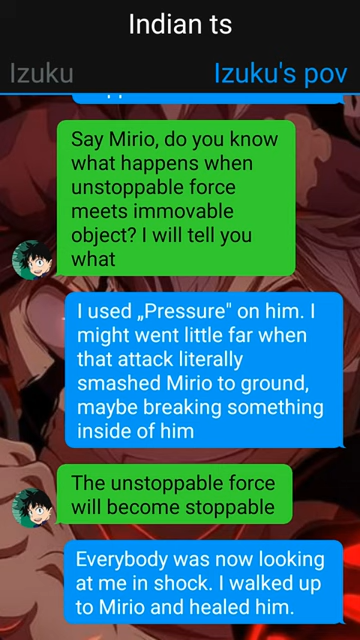 Indian ts
Izuku Izuku's pov
Say Mirio, do you know
what happens when
unstoppable force
meets immovable
object? I will tell you
what
I used „Pressure" on him. I
might went little far when
that attack literally
smashed Mirio to ground,
maybe breaking something
inside of him
The unstoppable force
will become stoppable
Everybody was now looking
at me in shock. I walked up
to Mirio and healed him.